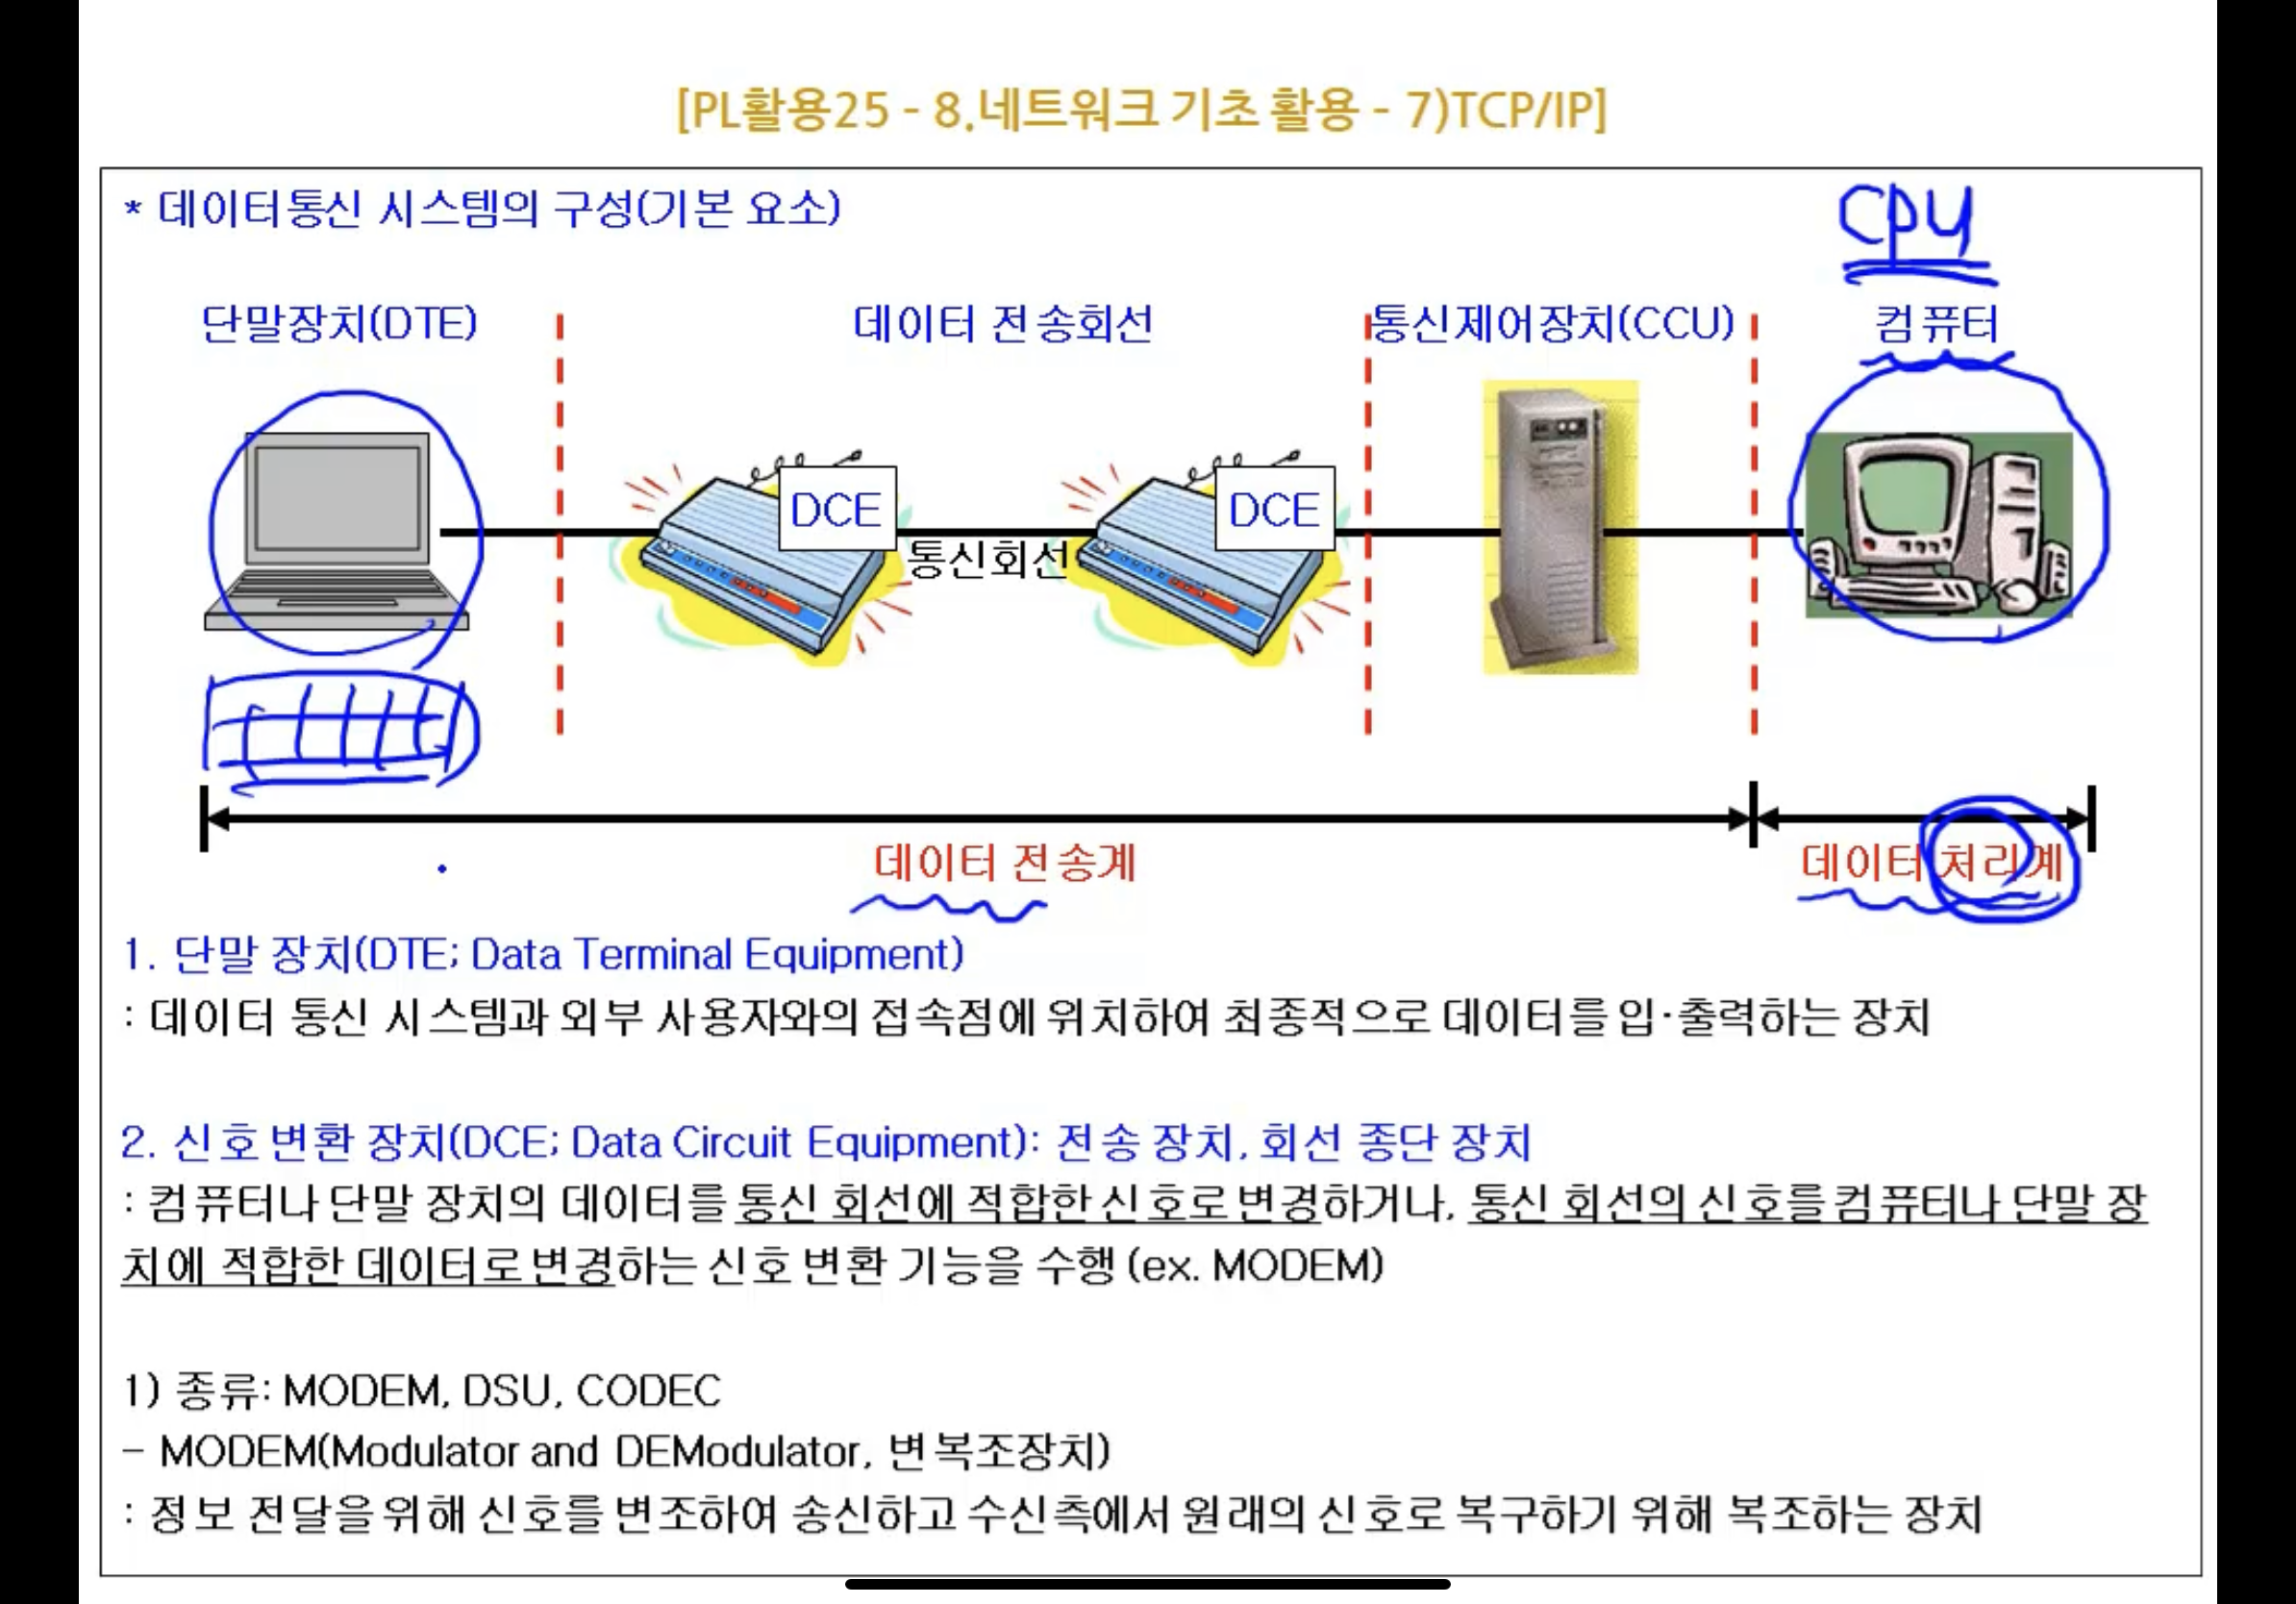 [PL활용25 - 8.네트워크 기초 활용 - 7)TCP/IP]
* 데이터통신 시스템의 구성(기본 요소)
cpu
단말장치(DTE)
데이터 전송회선
통신제어장치(CCU)
컴퓨터
DCE
통신회선
DCE
데이터 전송계
데이터 처리계
1. 단말 장치(DTE; Data Terminal Equipment)
: 데이터 통신 시스템과 외부 사용자와의 접속점에 위치하여 최종적으로 데이터를 입·출력하는 장치
2. 신호 변환 장치(DCE; Data Circuit Equipment): 전송 장치, 회선 종단 장치
: 컴퓨터나 단말 장치의 데이터를 통신 회선에 적합한 신호로 변경하거나, 통신 회선의 신호를 컴퓨터나 단말 장
치에 적합한 데이터로 변경하는 신호 변환 기능을 수행 (ex. MODEM)
1) 종류: MODEM, DSU, CODEC
- MODEM(Modulator and DEModulator, 변복조장치)
: 정보 전달을 위해 신호를 변조하여 송신하고 수신측에서 원래의 신호로 복구하기 위해 복조하는 장치